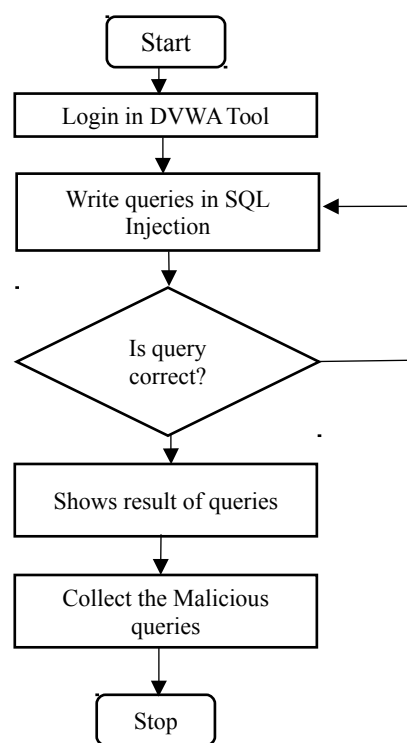 Start
Login in DVWA Tool
Write queries in SQL
Injection
Is query
correct?
Shows result of queries
Collect the Malicious
queries
Stop